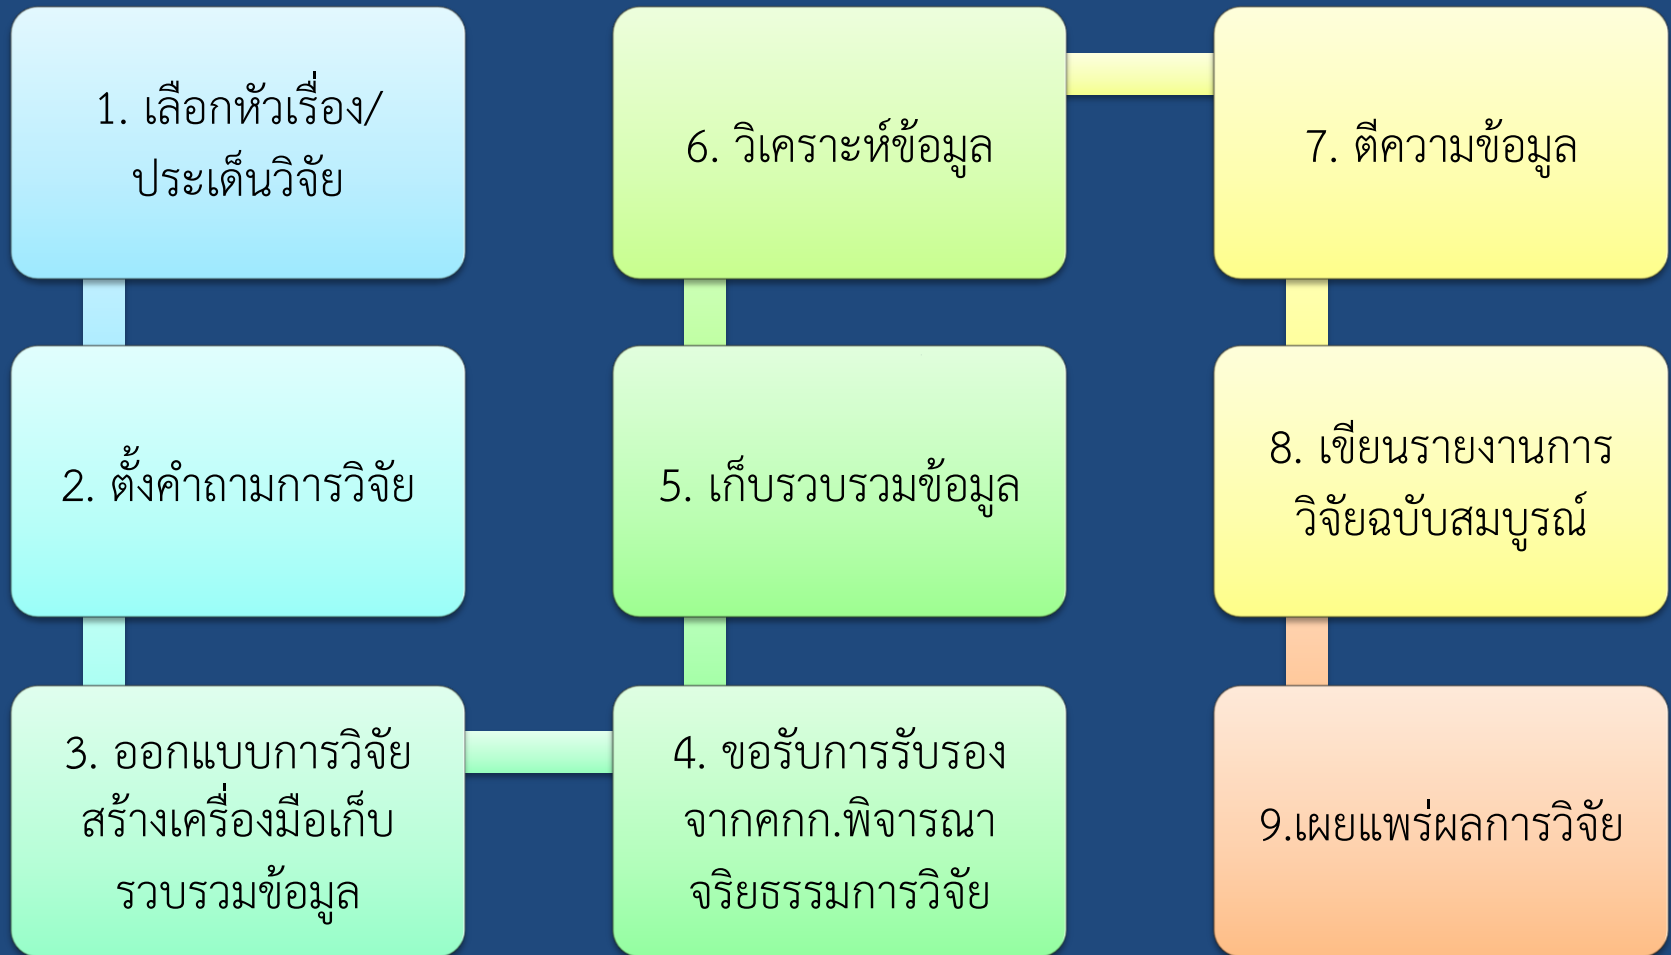 1. เลือกหัวเรื่อง/
ประเด็นวิจัย
2. ตั้งคำถามการวิจัย
3. ออกแบบการวิจัย
สร้างเครื่องมือเก็บ
รวบรวมข้อมูล
4. ขอรับการรับรอง
จากคกก.พิจารณา
จริยธรรมการวิจัย
5. เก็บรวบรวมข้อมูล
6. วิเคราะห์ข้อมูล
7. ตีความข้อมูล
8. เขียนรายงานการ
วิจัยฉบับสมบูรณ์
9.เผยแพร่ผลการวิจัย